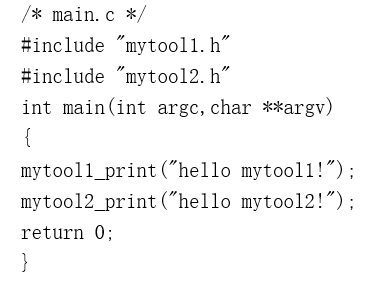 /* main.c */
#include "mytool1.h"
#include "mytool2.h"
int main(int argc,char **argv)
{
mytool1_print("hello mytool1!");
mytool2_print("hello mytool2!");
return 0;
}